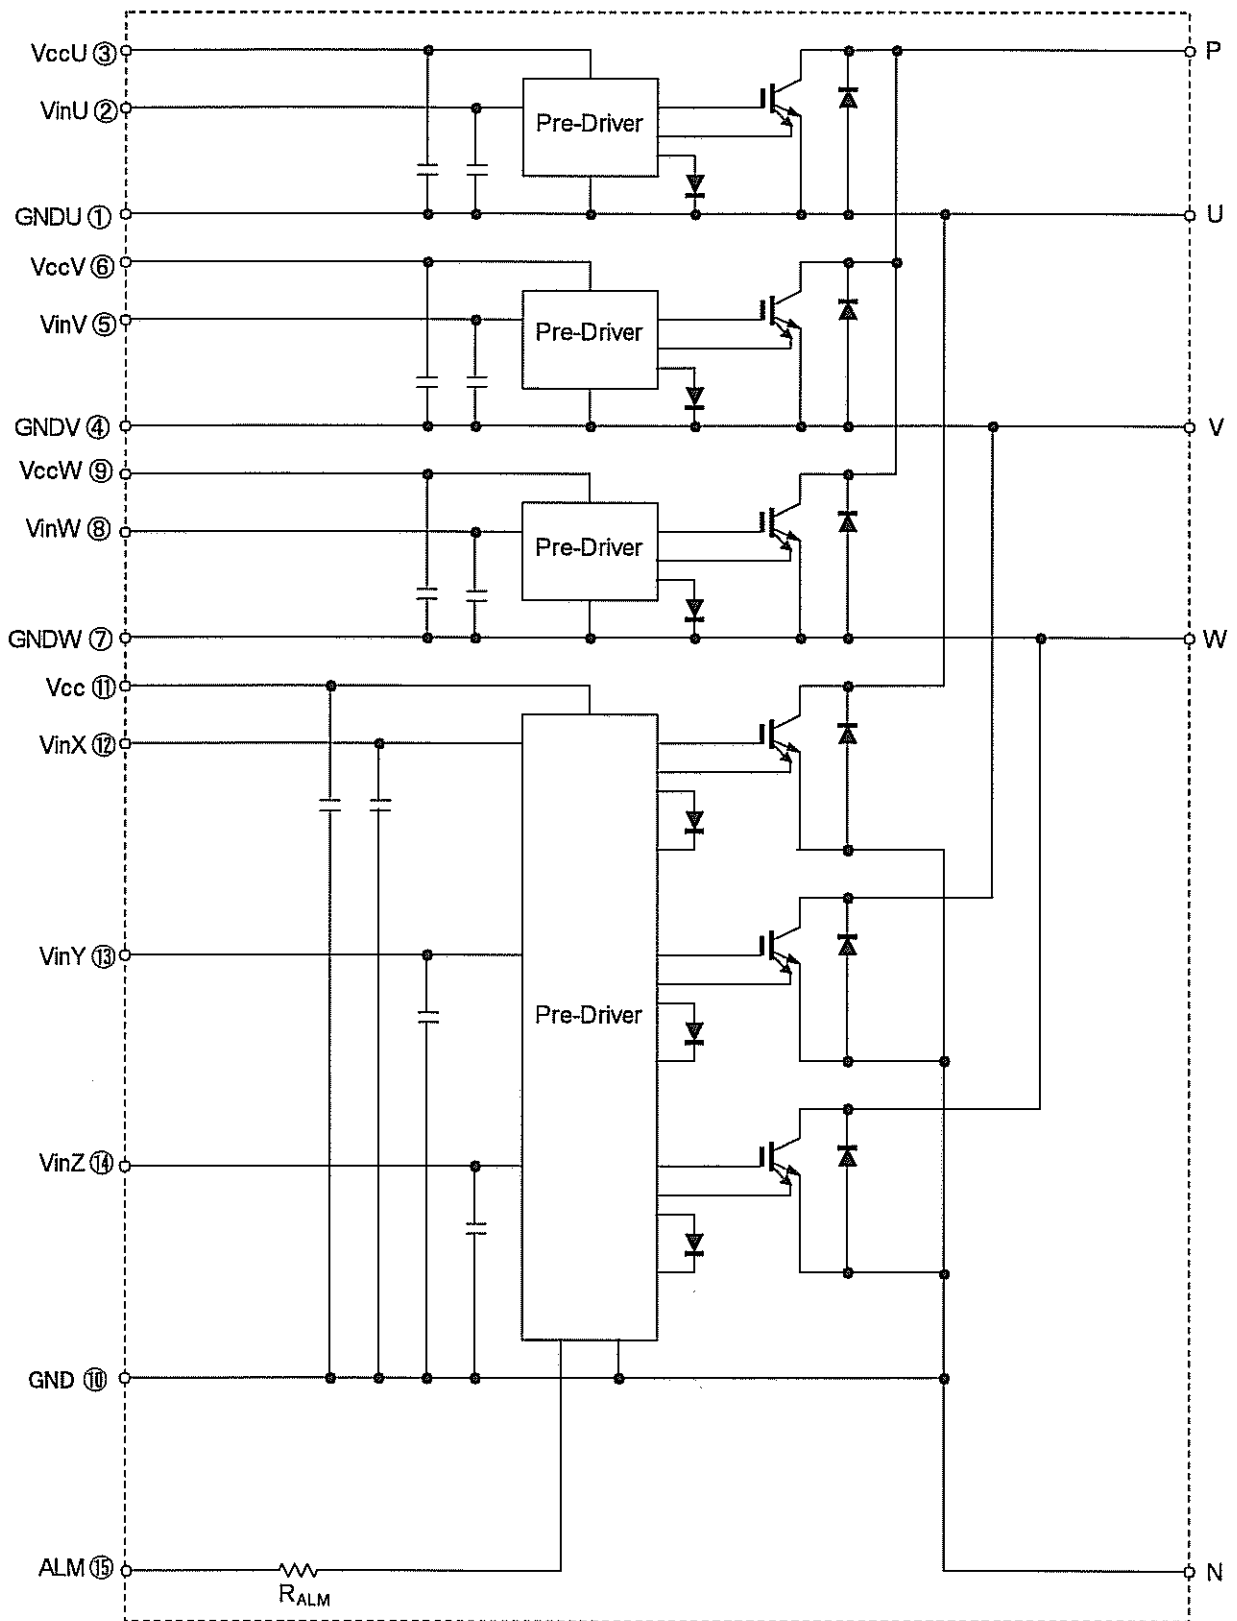 VccU ③
P
VinU ②
Pre-Driver
GNDU ①
U
VccV ⑥
VinV ⑤
Pre-Driver
GNDV ④
V
VccW ⑨
VinW ⑧
Pre-Driver
GNDW ⑦
W
Vcc ⑪
VinX ⑫
VinY ⑬
Pre-Driver
VinZ ⑭
GND ⑩
ALM ⑮
RALM
N